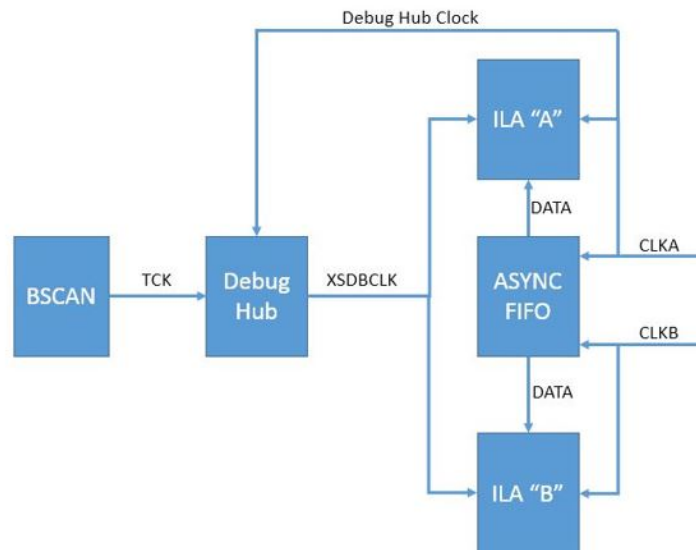 Debug Hub Clock
ILA “A”
DATA
CLKA
BSCAN
TCK
Debug
Hub
XSDBCLK
ASYNC
FIFO
CLKB
DATA
ILA “B”